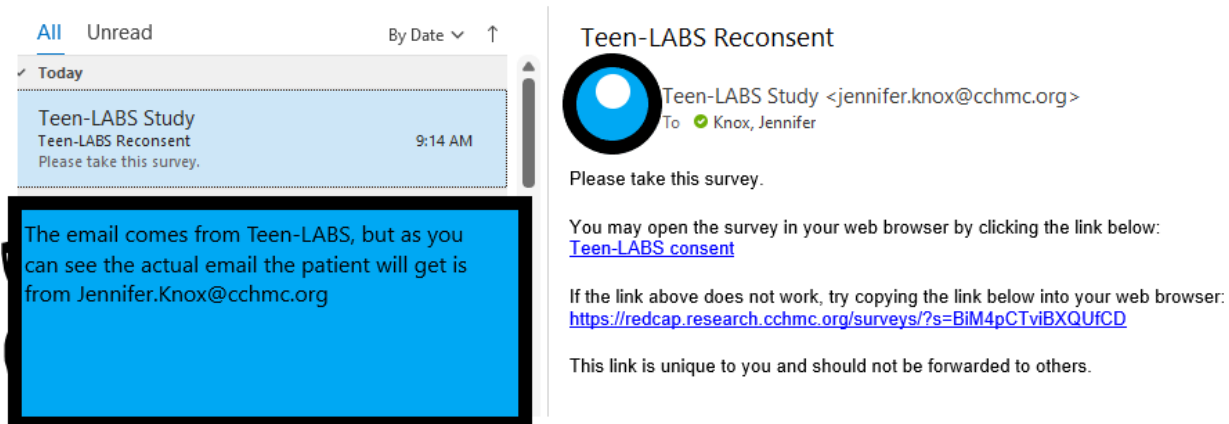 All Unread By Date ↑
Today
Teen-LABS Study
Teen-LABS Reconsent 9:14 AM
Please take this survey.
The email comes from Teen-LABS, but as you
can see the actual email the patient will get is
from Jennifer.Knox@cchmc.org
Teen-LABS Reconsent
Teen-LABS Study <jennifer.knox@cchmc.org>
To Knox, Jennifer
Please take this survey.
You may open the survey in your web browser by clicking the link below:
Teen-LABS consent
If the link above does not work, try copying the link below into your web browser:
https://redcap.research.cchmc.org/surveys/?s=BiM4pCTviBXQUfCD
This link is unique to you and should not be forwarded to others.